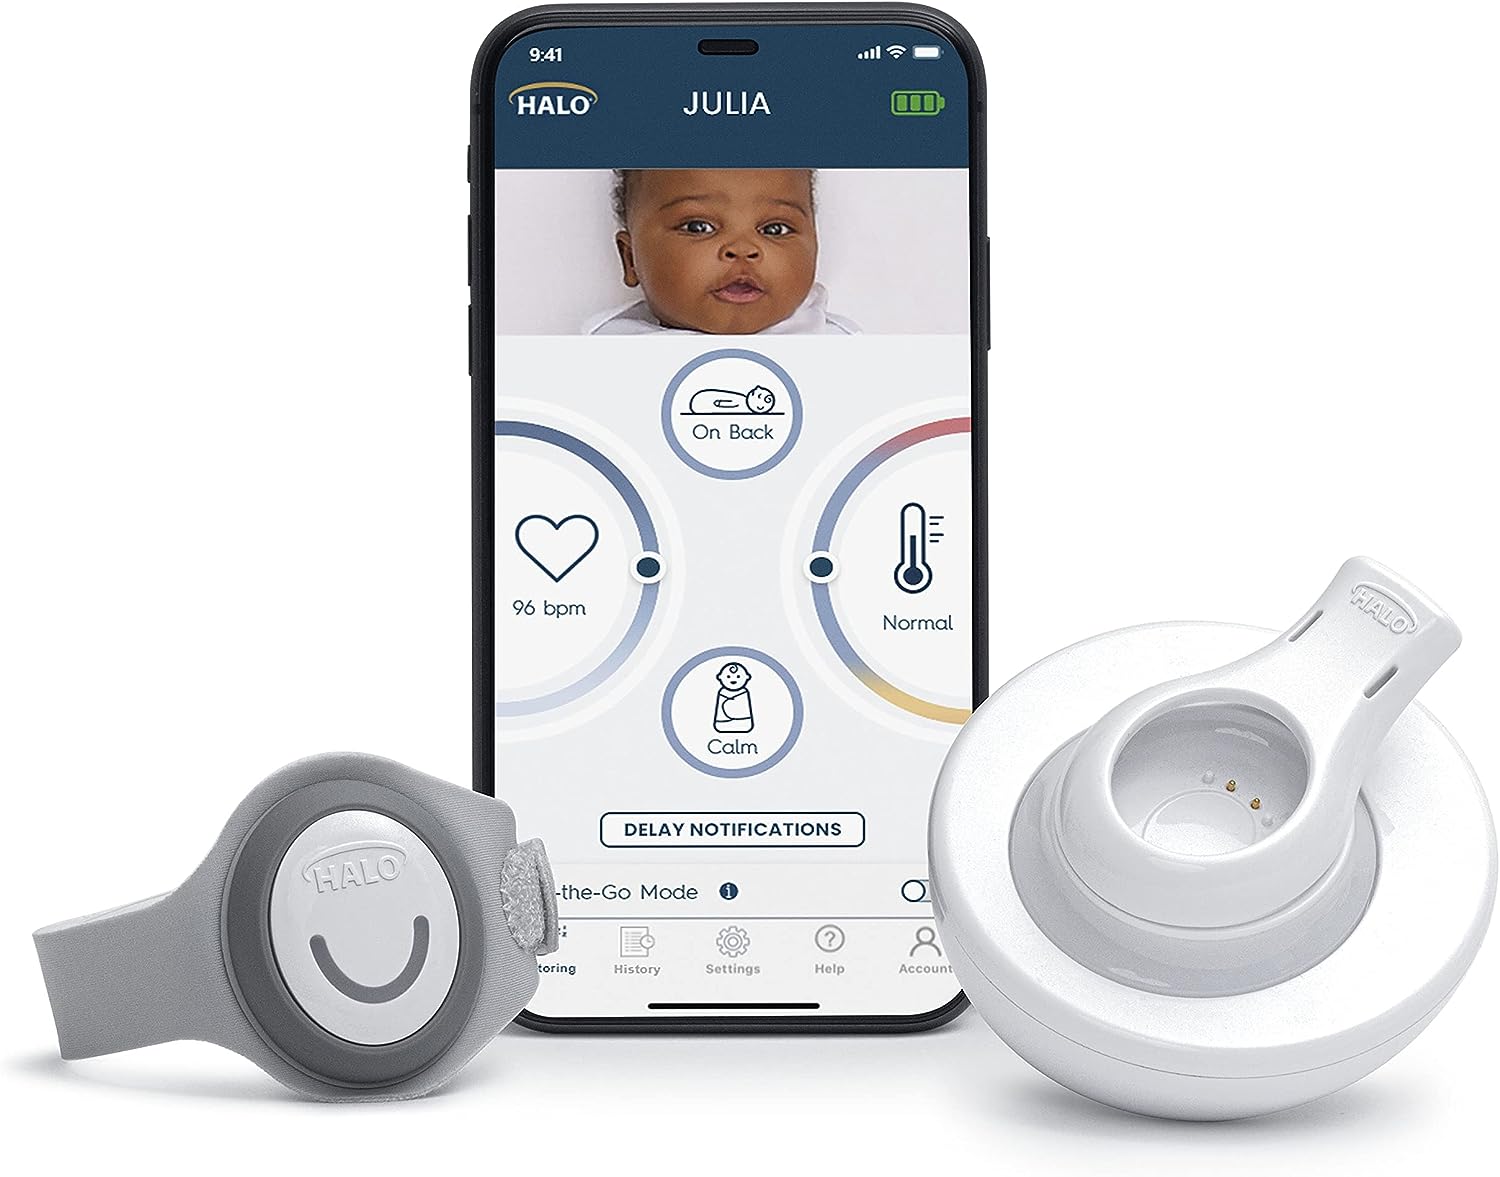 9:41
HALO
JULIA
On Back
96 bpm
Normal
Calm
DELAY NOTIFICATIONS
-the-Go Mode i
toring
History
Settings
Help
Account
HALO
HALO